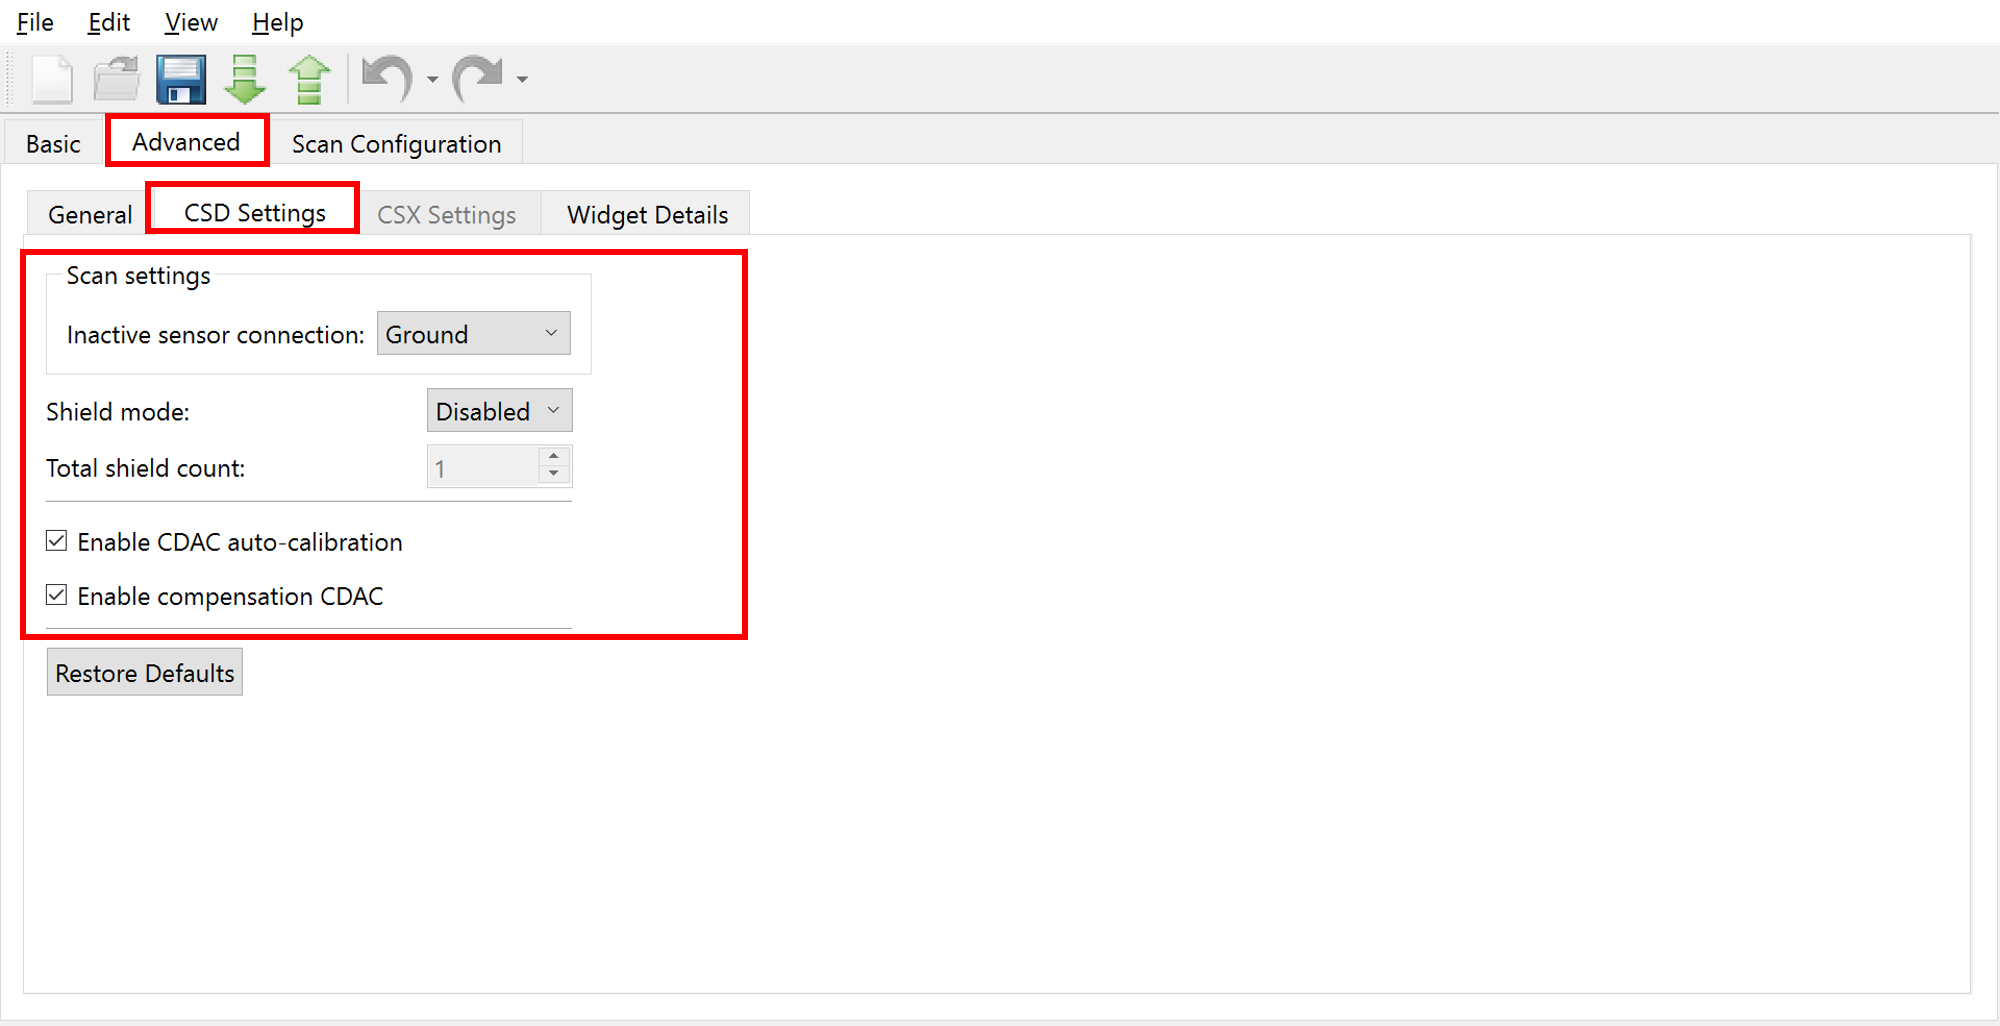 File Edit View Help
Basic Advanced Scan Configuration
General CSD Settings CSX Settings Widget Details
Scan settings
Inactive sensor connection: Ground
Shield mode: Disabled
Total shield count: 1
Enable CDAC auto-calibration
Enable compensation CDAC
Restore Defaults